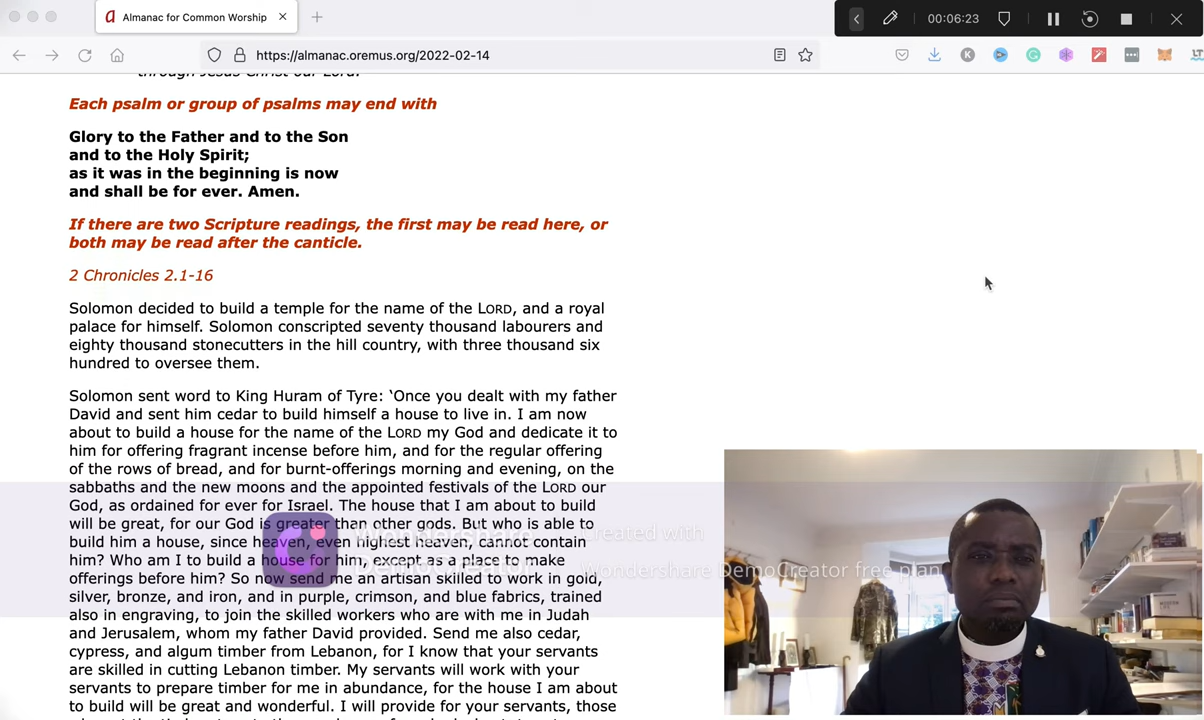 Almanac for Common Worship
00:06:23
https://almanac.oremus.org/2022-02-14
through Jesus Christ our Lord.
Each psalm or group of psalms may end with
Glory to the Father and to the Son
and to the Holy Spirit;
as it was in the beginning is now
and shall be for ever. Amen.
If there are two Scripture readings, the first may be read here, or
both may be read after the canticle.
2 Chronicles 2.1-16
Solomon decided to build a temple for the name of the LORD, and a royal
palace for himself. Solomon conscripted seventy thousand labourers and
eighty thousand stonecutters in the hill country, with three thousand six
hundred to oversee them.
Solomon sent word to King Huram of Tyre: ‘Once you dealt with my father
David and sent him cedar to build himself a house to live in. I am now
about to build a house for the name of the LORD my God and dedicate it to
him for offering fragrant incense before him, and for the regular offering
of the rows of bread, and for burnt-offerings morning and evening, on the
sabbaths and the new moons and the appointed festivals of the LORD our
God, as ordained for ever for Israel. The house that I am about to build
will be great, for our God is greater than other gods. But who is able to
build him a house, since heaven, even highest heaven, cannot contain
him? Who am I to build a house for him, except as a place to make
offerings before him? So now send me an artisan skilled to work in gold,
silver, bronze, and iron, and in purple, crimson, and blue fabrics, trained
also in engraving, to join the skilled workers who are with me in Judah
and Jerusalem, whom my father David provided. Send me also cedar,
cypress, and algum timber from Lebanon, for I know that your servants
are skilled in cutting Lebanon timber. My servants will work with your
servants to prepare timber for me in abundance, for the house I am about
to build will be great and wonderful. I will provide for your servants, those
Wondershare
DemoCreator
Created with
wondershare DemoCreator free plan